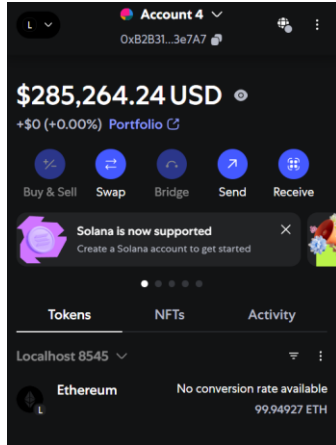 L
Account 4
0xB2B31...3e7A7
$285,264.24 USD
+$0 (+0.00%) Portfolio
Buy & Sell
Swap
Bridge
Send
Receive
Solana is now supported
Create a Solana account to get started
Tokens
NFTs
Activity
Localhost 8545
Ethereum
No conversion rate available
L
99.94927 ETH